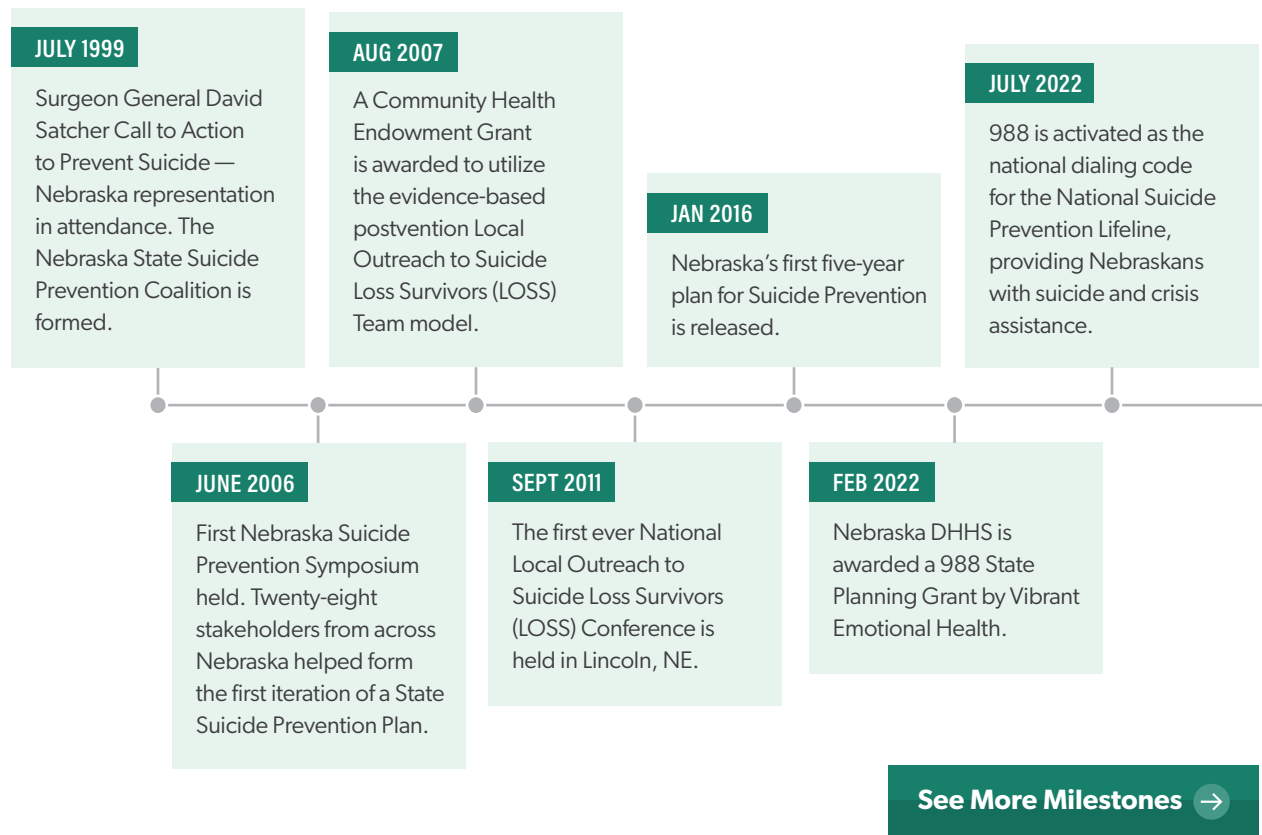 JULY 1999
Surgeon General David
Satcher Call to Action
to Prevent Suicide —
Nebraska representation
in attendance. The
Nebraska State Suicide
Prevention Coalition is
formed.
AUG 2007
A Community Health
Endowment Grant
is awarded to utilize
the evidence-based
postvention Local
Outreach to Suicide
Loss Survivors (LOSS)
Team model.
JAN 2016
Nebraska’s first five-year
plan for Suicide Prevention
is released.
JULY 2022
988 is activated as the
national dialing code
for the National Suicide
Prevention Lifeline,
providing Nebraskans
with suicide and crisis
assistance.
JUNE 2006
First Nebraska Suicide
Prevention Symposium
held. Twenty-eight
stakeholders from across
Nebraska helped form
the first iteration of a State
Suicide Prevention Plan.
SEPT 2011
The first ever National
Local Outreach to
Suicide Loss Survivors
(LOSS) Conference is
held in Lincoln, NE.
FEB 2022
Nebraska DHHS is
awarded a 988 State
Planning Grant by Vibrant
Emotional Health.
See More Milestones